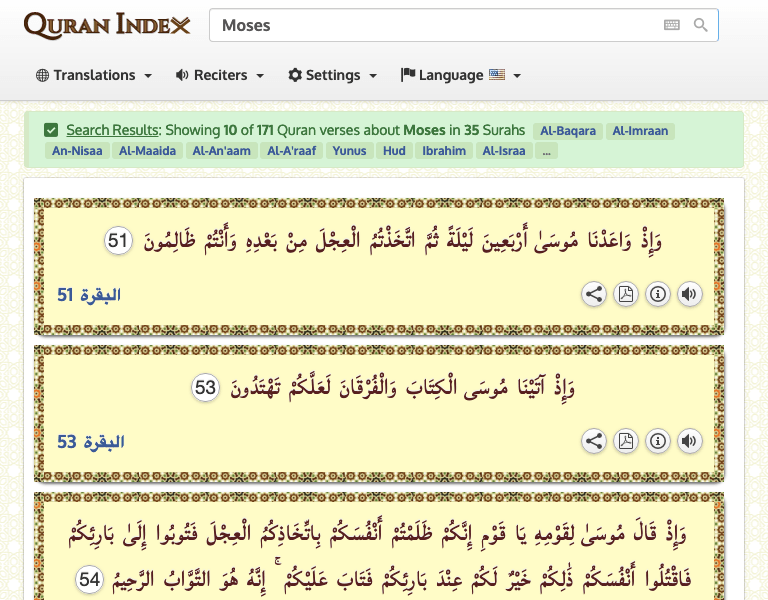 QURAN INDEX
Moses
Translations Reciters Settings Language
Search Results: Showing 10 of 171 Quran verses about Moses in 35 Surahs Al-Baqara Al-Imraan
An-Nisaa Al-Maaida Al-An'aam Al-A'raaf Yunus Hud Ibrahim Al-Israa ...
وَإِذْ وَاعَدْنَا مُوسَىٰ أَرْبَعِينَ لَيْلَةً ثُمَّ اتَّخَذْتُمُ الْعِجْلَ مِنْ بَعْدِهِ وَأَنْتُمْ ظَالِمُونَ 51
البقرة 51
وَإِذْ آتَيْنَا مُوسَى الْكِتَابَ وَالْفُرْقَانَ لَعَلَّكُمْ تَهْتَدُونَ 53
البقرة 53
وَإِذْ قَالَ مُوسَىٰ لِقَوْمِهِ يَا قَوْمِ إِنَّكُمْ ظَلَمْتُمْ أَنْفُسَكُمْ بِاتِّخَاذِكُمُ الْعِجْلَ فَتُوبُوا إِلَىٰ بَارِئِكُمْ
فَاقْتُلُوا أَنْفُسَكُمْ ذَٰلِكُمْ خَيْرٌ لَكُمْ عِنْدَ بَارِئِكُمْ فَتَابَ عَلَيْكُمْ ۚ إِنَّهُ هُوَ التَّوَّابُ الرَّحِيمُ 54